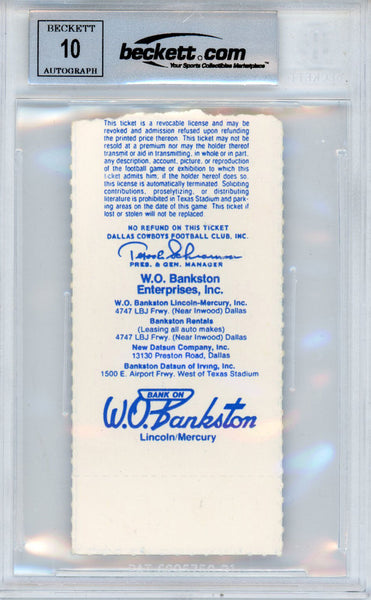 BECKETT
10
AUTOGRAPH
beckett.com
Your Sports Collectibles Marketplace
This ticket is a revocable license and may be
revoked and admission refused upon refunding
the printed price (hereon. This ticket may not be
resold at a premium nor may the holder thereof
transmit or aid in transmitting, in whole or in part,
any description, account, picture, or reproduction
of the football game or exhibition to which this
ticket admits him, if the holder hereof does so,
this license is automatically terminated. Soliciting
contributions, proselytizing, or distributing
literature is prohibited in Texas Stadium and park-
ing areas on the date of this game. This ticket if
lost or stolen will not be replaced.
NO REFUND ON THIS TICKET
DALLAS COWBOYS FOOTBALL CLUB, INC.
PRES. & GEN. MANAGER
W.O. Bankston
Enterprises, Inc.
W.O. Bankston Lincoln-Mercury, Inc.
4747 LBJ Frwy. (Near Inwood) Dallas
Bankston Rentals
(Leasing all auto makes)
4747 LBJ Frwy. (Near Inwood) Dallas
New Datsun Company, Inc.
13130 Preston Road, Dallas
Bankston Datsun of Irving, Inc.
1500 E. Airport Frwy. West of Texas Stadium
BANK ON
W.O. Bankston
Lincoln/Mercury